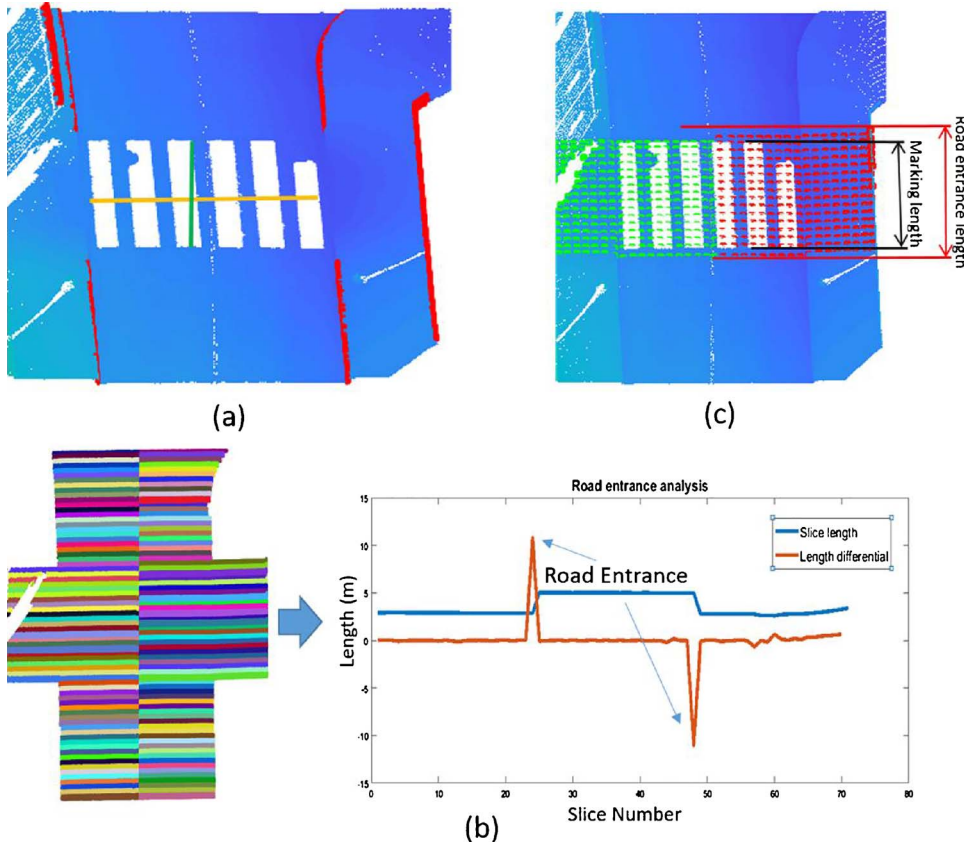 Marking length
Road entrance length
(a)
(c)
Road entrance analysis
Slice length
Length differential
Road Entrance
Length (m)
15
10
5
0
-5
-10
-15
0
10
20
30
40
50
60
70
80
Slice Number
(b)